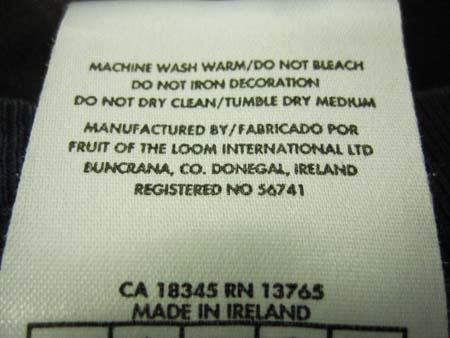 MACHINE WASH WARM/DO NOT BLEACH
DO NOT IRON DECORATION
DO NOT DRY CLEAN/TUMBLE DRY MEDIUM
MANUFACTURED BY/FABRICADO POR
FRUIT OF THE LOOM INTERNATIONAL LTD
BUNCRANA, CO. DONEGAL, IRELAND
REGISTERED NO 56741
CA 18345 RN 13765
MADE IN IRELAND